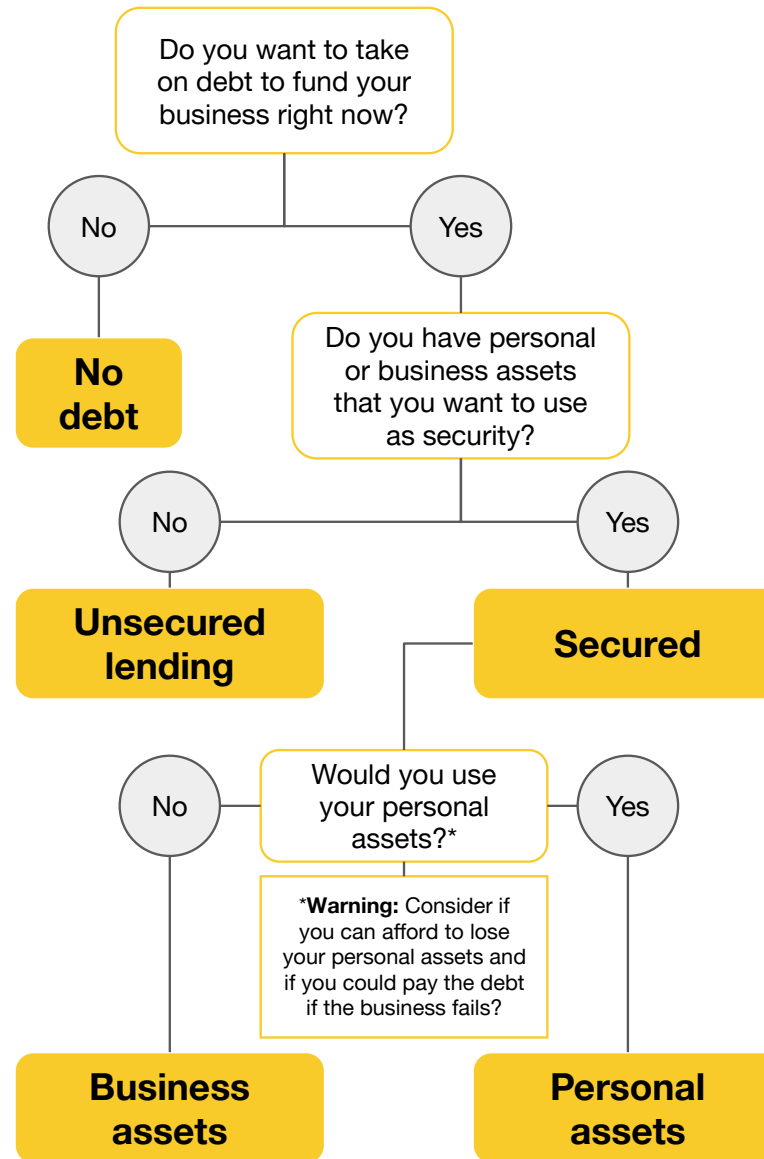 Do you want to take
on debt to fund your
business right now?
No
Yes
No
debt
Do you have personal
or business assets
that you want to use
as security?
No
Yes
Unsecured
lending
Secured
Would you use
your personal
assets?*
No
Yes
*Warning: Consider if
you can afford to lose
your personal assets and
if you could pay the debt
if the business fails?
Business
assets
Personal
assets